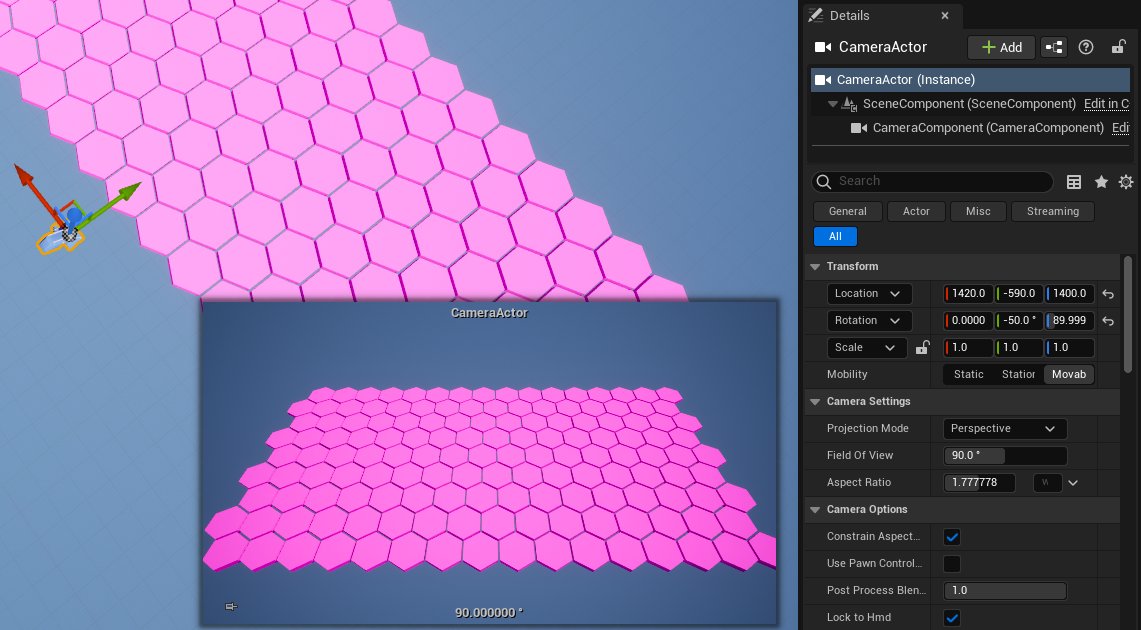 Details
CameraActor
Add
CameraActor (Instance)
SceneComponent (SceneComponent) Edit in C
CameraComponent (CameraComponent) Edi
Search
General Actor Misc Streaming
All
Transform
Location 1420.0 -590.0 1400.0
Rotation 0.0000 -50.0 ° 89.999
Scale 1.0 1.0 1.0
Mobility Static Station Movab
Camera Settings
Projection Mode Perspective
Field Of View 90.0 °
Aspect Ratio 1.777778
Camera Options
Constrain Aspect...
Use Pawn Control...
Post Process Blen... 1.0
Lock to Hmd
CameraActor
90.000000 °